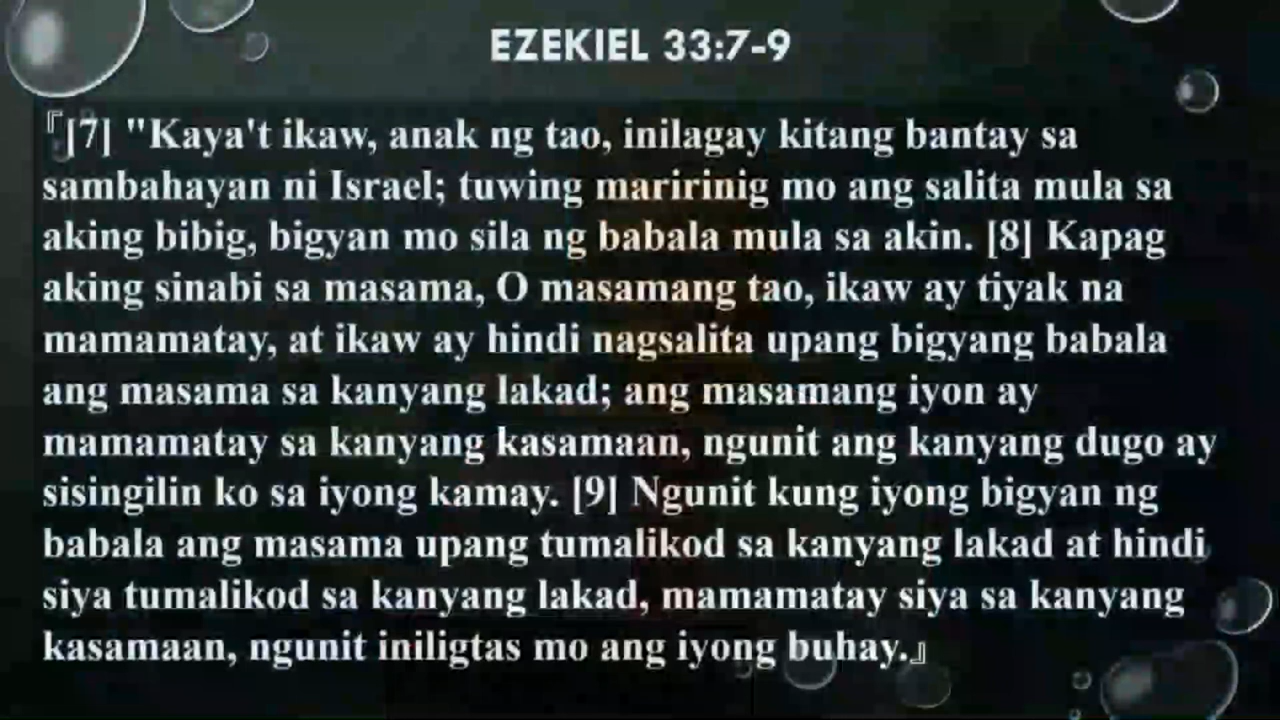 EZEKIEL 33:7-9
『[7] "Kaya't ikaw, anak ng tao, inilagay kitang bantay sa
sambahayan ni Israel; tuwing maririnig mo ang salita mula sa
aking bibig, bigyan mo sila ng babala mula sa akin. [8] Kapag
aking sinabi sa masama, O masamang tao, ikaw ay tiyak na
mamamatay, at ikaw ay hindi nagsalita upang bigyang babala
ang masama sa kanyang lakad; ang masamang iyon ay
mamamatay sa kanyang kasamaan, ngunit ang kanyang dugo ay
sisingilin ko sa iyong kamay. [9] Ngunit kung iyong bigyan ng
babala ang masama upang tumalikod sa kanyang lakad at hindi
siya tumalikod sa kanyang lakad, mamamatay siya sa kanyang
kasamaan, ngunit iniligtas mo ang iyong buhay.』